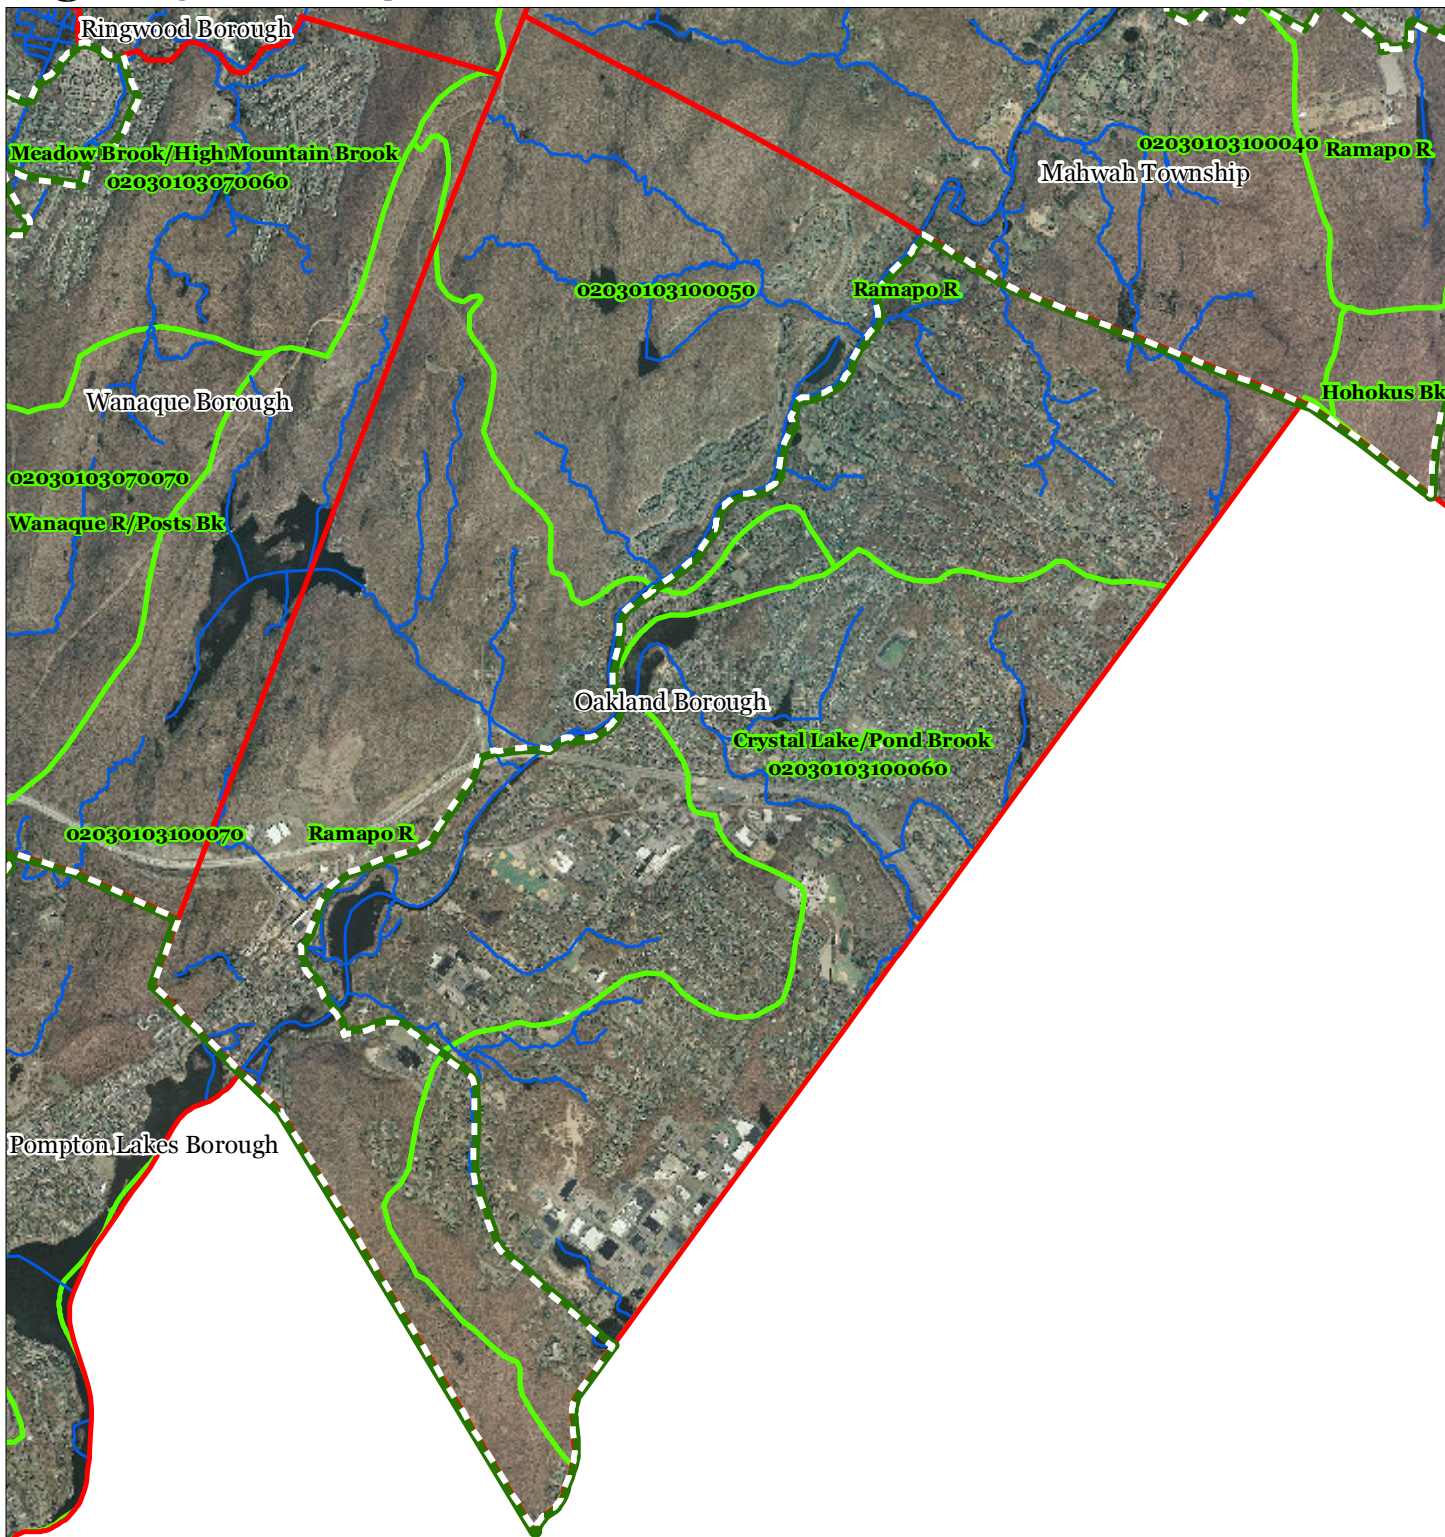 Ringwood Borough
Meadow Brook/High Mountain Brook
02030103070060
02030103100040
Ramapo R
Mahwah Township
02030103100050
Ramapo R
Wanaque Borough
Hohokus Bk
02030103070070
Wanaque R/Posts Bk
Oakland Borough
Crystal Lake/Pond Brook
02030103100060
02030103100070
Ramapo R
Pompton Lakes Borough